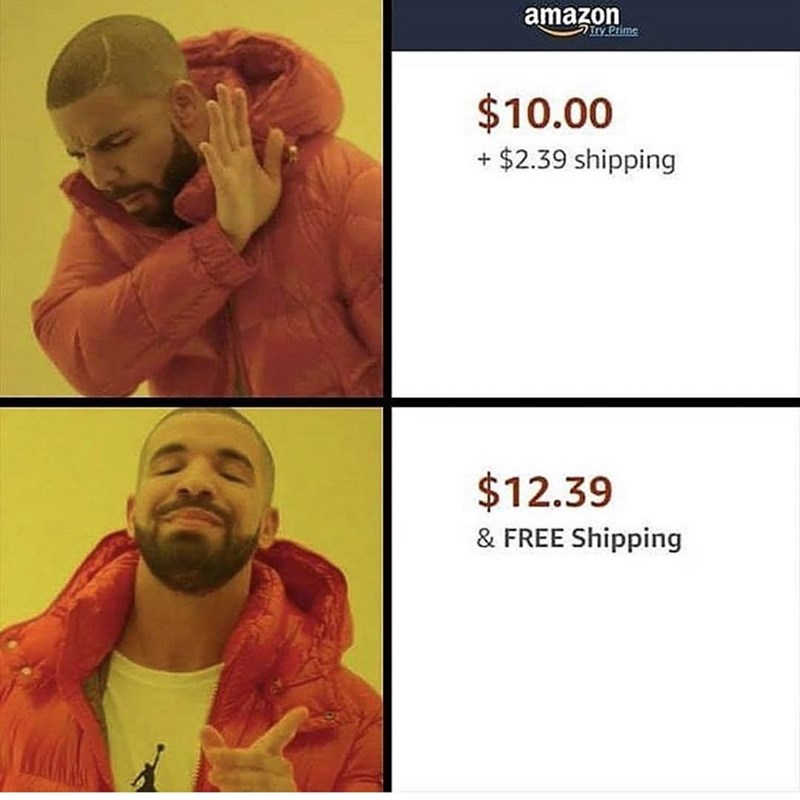 amazon
Try Prime
$10.00
+ $2.39 shipping
$12.39
& FREE Shipping